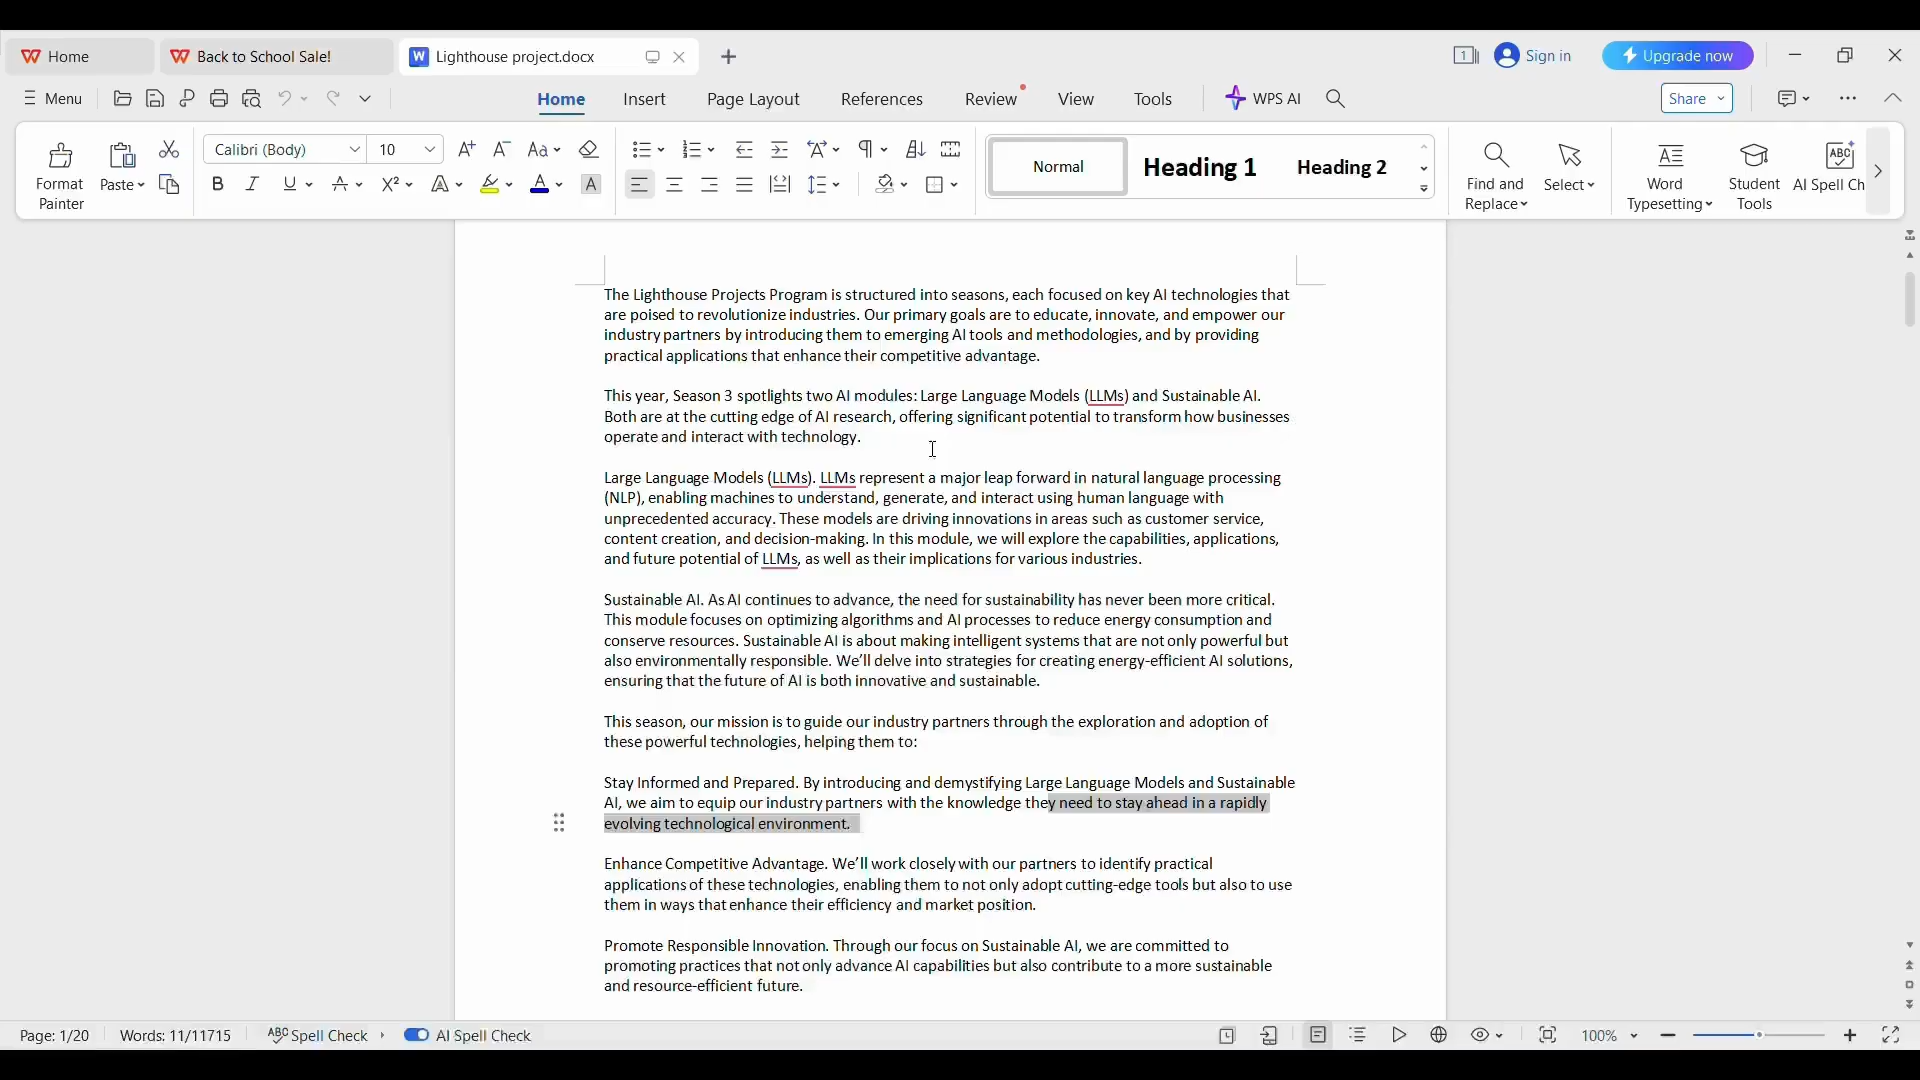 Home
Back to School Sale!
Lighthouse project.docx
Sign in
Upgrade now
Menu
Home
Insert
Page Layout
References
Review
View
Tools
WPS AI
Share
Format Painter
Paste
Calibri (Body)
10
Normal
Heading 1
Heading 2
Find and Replace
Select
Word Typesetting
Student Tools
AI Spell Ch
The Lighthouse Projects Program is structured into seasons, each focused on key AI technologies that
are poised to revolutionize industries. Our primary goals are to educate, innovate, and empower our
industry partners by introducing them to emerging AI tools and methodologies, and by providing
practical applications that enhance their competitive advantage.
This year, Season 3 spotlights two AI modules: Large Language Models (LLMs) and Sustainable AI.
Both are at the cutting edge of AI research, offering significant potential to transform how businesses
operate and interact with technology.
Large Language Models (LLMs). LLMs represent a major leap forward in natural language processing
(NLP), enabling machines to understand, generate, and interact using human language with
unprecedented accuracy. These models are driving innovations in areas such as customer service,
content creation, and decision-making. In this module, we will explore the capabilities, applications,
and future potential of LLMs, as well as their implications for various industries.
Sustainable AI. As AI continues to advance, the need for sustainability has never been more critical.
This module focuses on optimizing algorithms and AI processes to reduce energy consumption and
conserve resources. Sustainable AI is about making intelligent systems that are not only powerful but
also environmentally responsible. We’ll delve into strategies for creating energy-efficient AI solutions,
ensuring that the future of AI is both innovative and sustainable.
This season, our mission is to guide our industry partners through the exploration and adoption of
these powerful technologies, helping them to:
Stay Informed and Prepared. By introducing and demystifying Large Language Models and Sustainable
AI, we aim to equip our industry partners with the knowledge they need to stay ahead in a rapidly
evolving technological environment.
Enhance Competitive Advantage. We’ll work closely with our partners to identify practical
applications of these technologies, enabling them to not only adopt cutting-edge tools but also to use
them in ways that enhance their efficiency and market position.
Promote Responsible Innovation. Through our focus on Sustainable AI, we are committed to
promoting practices that not only advance AI capabilities but also contribute to a more sustainable
and resource-efficient future.
Page: 1/20
Words: 11/11715
Spell Check
AI Spell Check
100%